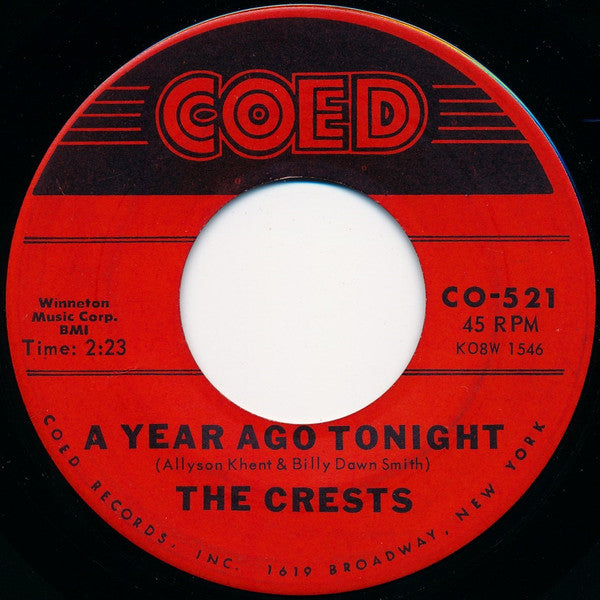 COED
Winneton
Music Corp.
BMI
Time: 2:23
CO-521
45 RPM
KO8W 1546
A YEAR AGO TONIGHT
(Allyson Khent & Billy Dawn Smith)
THE CRESTS
COED RECORDS, INC. 1619 BROADWAY, NEW YORK